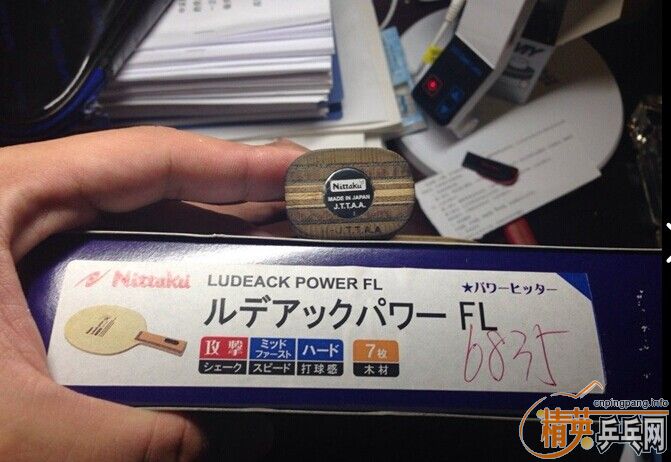 Nittaku
MADE IN JAPAN
J.T.T.A.A.
J.T.T.A.A
Nittaku
LUDEACK POWER FL
★パワーヒッター
ルデアックパワー FL
6835
攻撃
シェーク
ミッド
ファースト
スピード
ハード
打球感
7枚
木材
cnpingpang.info
精英乒乓网